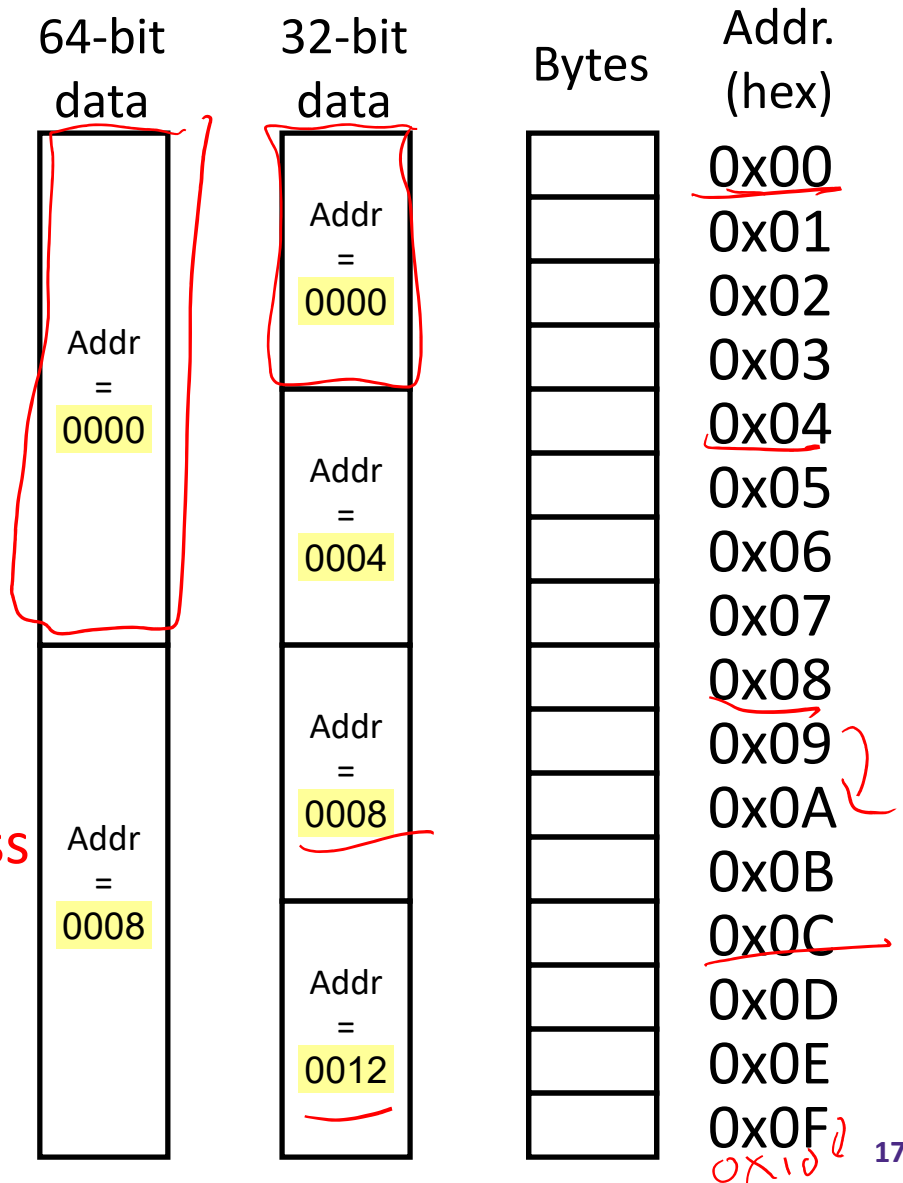 64-bit data
32-bit data
Bytes
Addr. (hex)
Addr
=
0000
Addr
=
0008
Addr
=
0000
Addr
=
0004
Addr
=
0008
Addr
=
0012
0x00
0x01
0x02
0x03
0x04
0x05
0x06
0x07
0x08
0x09
0x0A
0x0B
0x0C
0x0D
0x0E
0x0F
0x10
ss
17